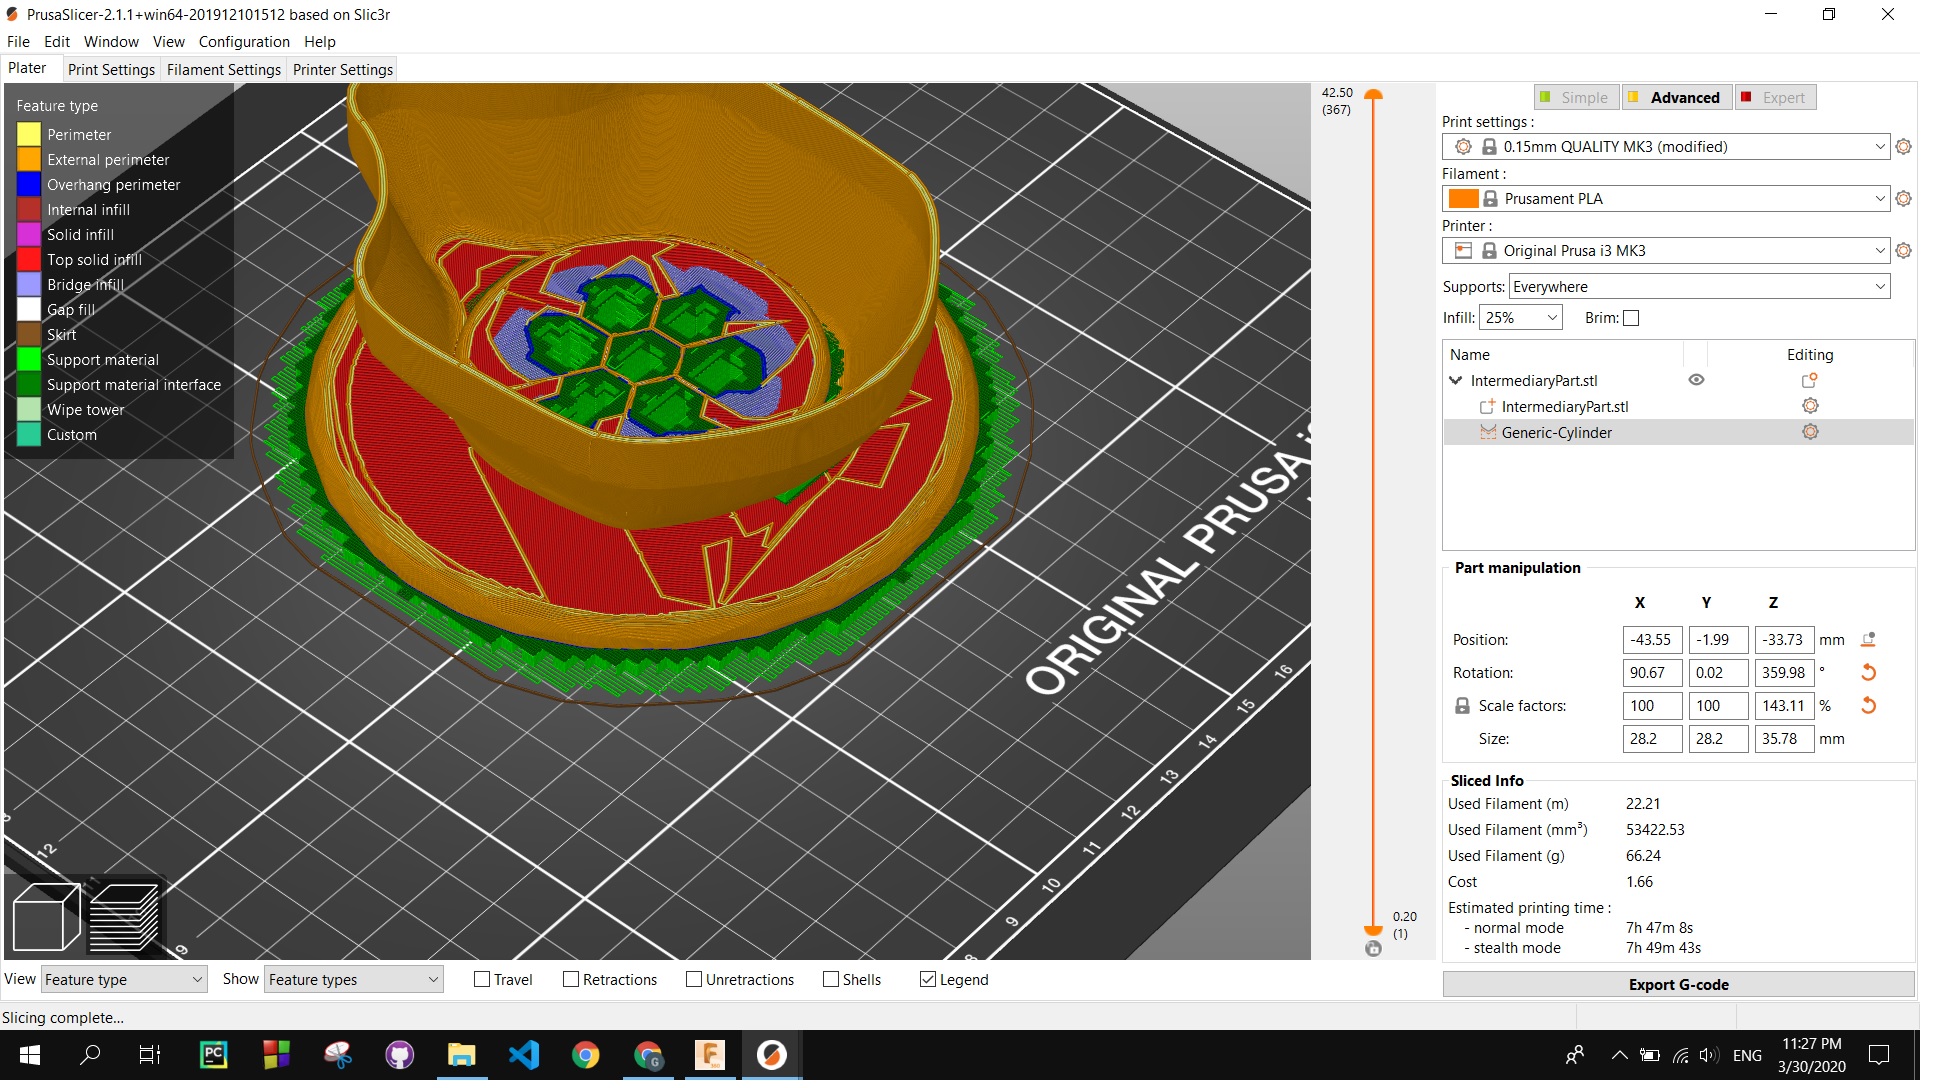 PrusaSlicer-2.1.1+win64-201912101512 based on Slic3r
File Edit Window View Configuration Help
Plater Print Settings Filament Settings Printer Settings
Feature type
Perimeter
External perimeter
Overhang perimeter
Internal infill
Solid infill
Top solid infill
Bridge infill
Gap fill
Skirt
Support material
Support material interface
Wipe tower
Custom
42.50
(367)
0.20
(1)
ORIGINAL PRUSA i3
16
15
14
13
12
11
10
9
8
12
11
9
Simple Advanced Expert
Print settings :
0.15mm QUALITY MK3 (modified)
Filament :
Prusament PLA
Printer :
Original Prusa i3 MK3
Supports: Everywhere
Infill: 25% Brim:
Name Editing
IntermediaryPart.stl
IntermediaryPart.stl
Generic-Cylinder
Part manipulation
X Y Z
Position: -43.55 -1.99 -33.73 mm
Rotation: 90.67 0.02 359.98 °
Scale factors: 100 100 143.11 %
Size: 28.2 28.2 35.78 mm
Sliced Info
Used Filament (m) 22.21
Used Filament (mm³) 53422.53
Used Filament (g) 66.24
Cost 1.66
Estimated printing time :
- normal mode 7h 47m 8s
- stealth mode 7h 49m 43s
Export G-code
View Feature type Show Feature types Travel Retractions Unretractions Shells Legend
Slicing complete...
PC
G
F
ENG
11:27 PM
3/30/2020